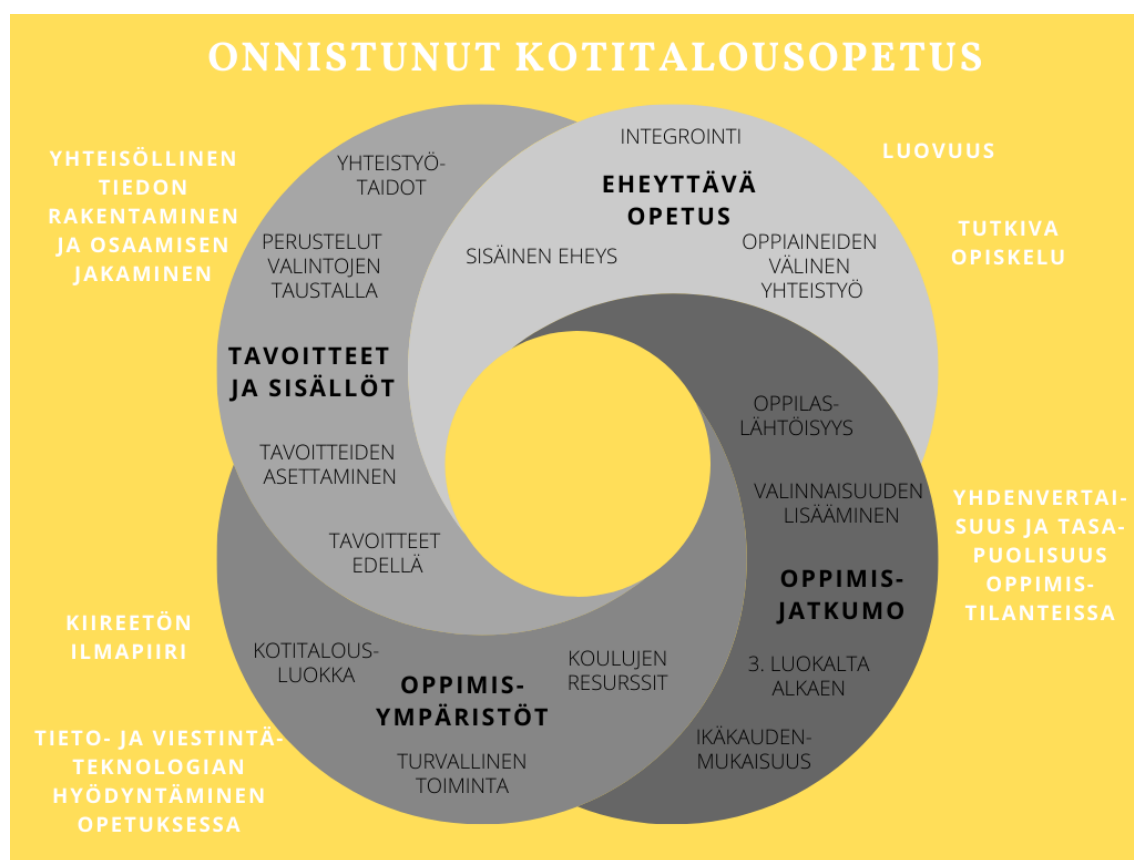 ONNISTUNUT KOTITALOUSOPETUS
YHTEISÖLLINEN
TIEDON
RAKENTAMINEN
JA OSAAMISEN
JAKAMINEN
KIIREETÖN
ILMAPIIRI
TIETO- JA VIESTINTÄ-
TEKNOLOGIAN
HYÖDYNTÄMINEN
OPETUKSESSA
YHTEISTYÖ-
TAIDOT
PERUSTELUT
VALINTOJEN
TAUSTALLA
TAVOITTEET
JA SISÄLLÖT
TAVOITTEIDEN
ASETTAMINEN
TAVOITTEET
EDELLÄ
INTEGROINTI
EHEYTTÄVÄ
OPETUS
SISÄINEN EHEYS
OPPIAINEIDEN
VÄLINEN
YHTEISTYÖ
OPPILAS-
LÄHTÖISYYS
VALINNAISUUDEN
LISÄÄMINEN
OPPIMIS-
JATKUMO
3. LUOKALTA
ALKAEN
IKÄKAUDEN-
MUKAISUUS
KOTITALOUS-
LUOKKA
OPPIMIS-
YMPÄRISTÖT
KOULUJEN
RESURSSIT
TURVALLINEN
TOIMINTA
LUOVUUS
TUTKIVA
OPISKELU
YHDENVERTAI-
SUUS JA TASA-
PUOLISUUS
OPPIMIS-
TILANTEISSA